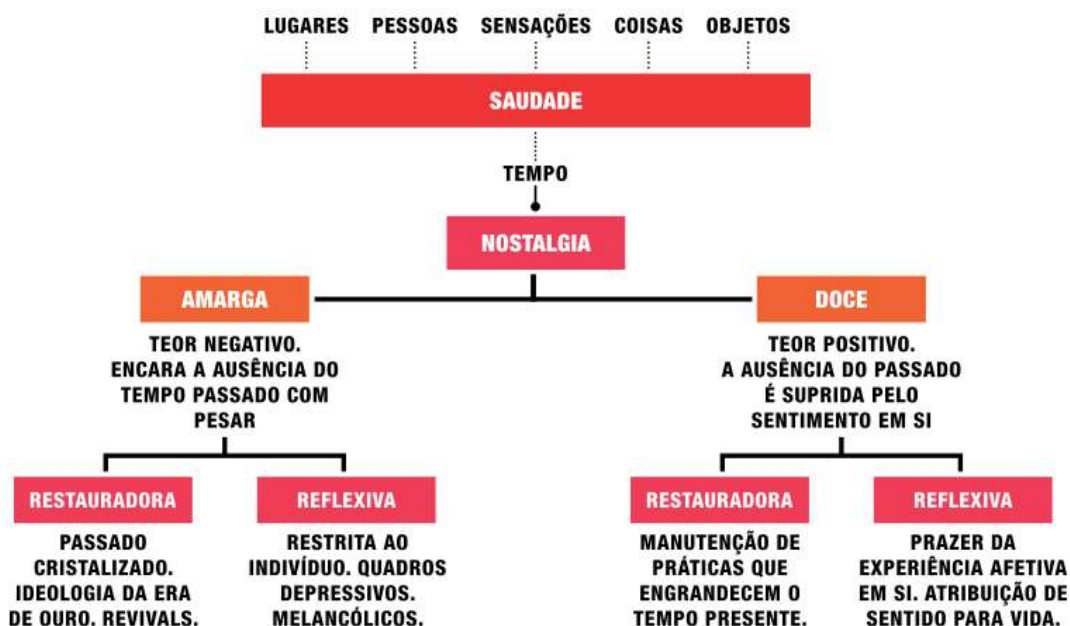 LUGARES PESSOAS SENSAÇÕES COISAS OBJETOS
SAUDADE
TEMPO
NOSTALGIA
AMARGA
TEOR NEGATIVO.
ENCARA A AUSÊNCIA DO
TEMPO PASSADO COM
PESAR
DOCE
TEOR POSITIVO.
A AUSÊNCIA DO PASSADO
É SUPRIDA PELO
SENTIMENTO EM SI
RESTAURADORA
PASSADO
CRISTALIZADO.
IDEOLOGIA DA ERA
DE OURO. REVIVALS.
REFLEXIVA
RESTRITA AO
INDIVÍDUO. QUADROS
DEPRESSIVOS.
MELANCÓLICOS.
RESTAURADORA
MANUTENÇÃO DE
PRÁTICAS QUE
ENGRANDECEM O
TEMPO PRESENTE.
REFLEXIVA
PRAZER DA
EXPERIÊNCIA AFETIVA
EM SI. ATRIBUIÇÃO DE
SENTIDO PARA VIDA.